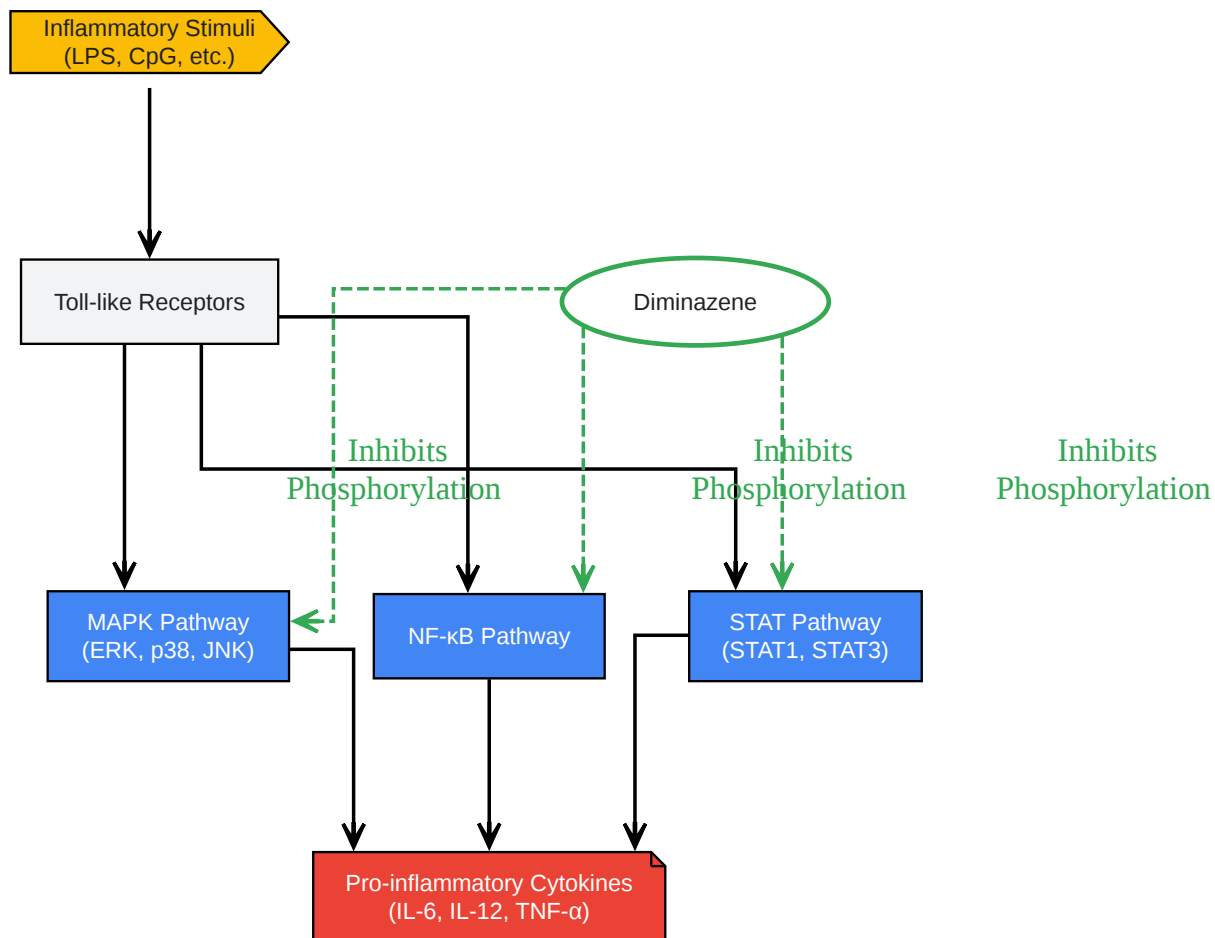 Inflammatory Stimuli
(LPS, CpG, etc.)
Toll-like Receptors
Diminazene
Inhibits
Phosphorylation
Inhibits
Phosphorylation
Inhibits
Phosphorylation
MAPK Pathway
(ERK, p38, JNK)
NF-κB Pathway
STAT Pathway
(STAT1, STAT3)
Pro-inflammatory Cytokines
(IL-6, IL-12, TNF-α)